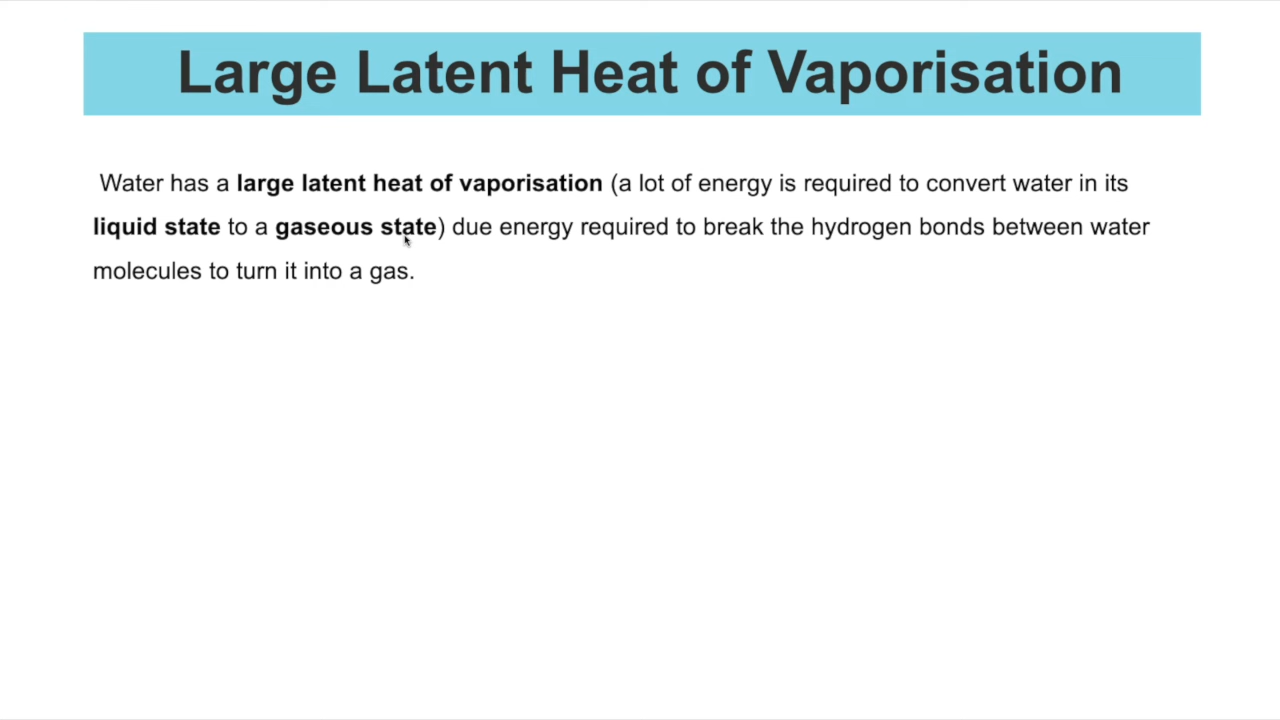 Large Latent Heat of Vaporisation
Water has a large latent heat of vaporisation (a lot of energy is required to convert water in its
liquid state to a gaseous state) due energy required to break the hydrogen bonds between water
molecules to turn it into a gas.